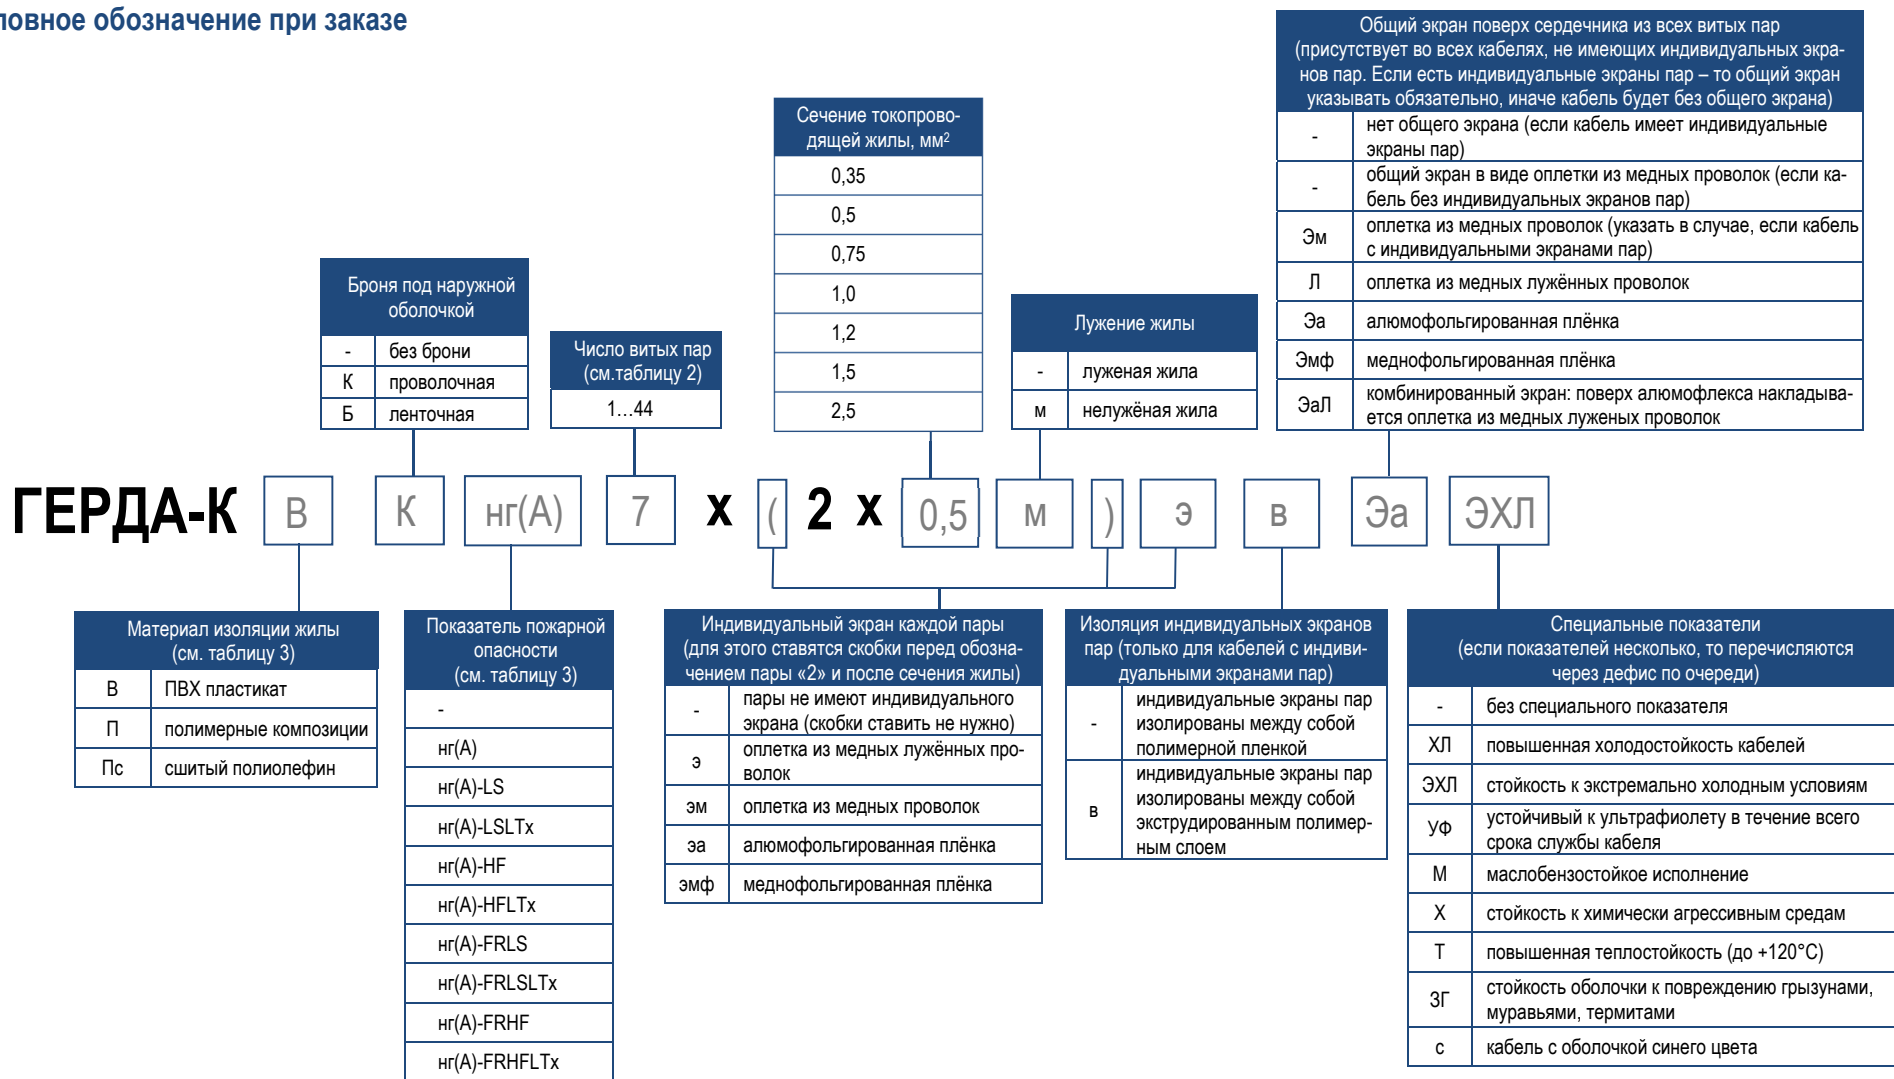 ловное обозначение при заказе
Общий экран поверх сердечника из всех витых пар
(присутствует во всех кабелях, не имеющих индивидуальных экра-
нов пар. Если есть индивидуальные экраны пар – то общий экран
указывать обязательно, иначе кабель будет без общего экрана)
- нет общего экрана (если кабель имеет индивидуальные
экраны пар)
- общий экран в виде оплетки из медных проволок (если ка-
бель без индивидуальных экранов пар)
Эм оплетка из медных проволок (указать в случае, если кабель
с индивидуальными экранами пар)
Л оплетка из медных лужённых проволок
Эа алюмофольгированная плёнка
Эмф меднофольгированная плёнка
ЭаЛ комбинированный экран: поверх алюмофлекса накладыва-
ется оплетка из медных луженых проволок
Сечение токопрово-
дящей жилы, мм²
0,35
0,5
0,75
1,0
1,2
1,5
2,5
Броня под наружной
оболочкой
- без брони
К проволочная
Б ленточная
Число витых пар
(см.таблицу 2)
1…44
Лужение жилы
- луженая жила
м нелужёная жила
ГЕРДА-К В К нг(А) 7 х ( 2 х 0,5 м ) э в Эа ЭХЛ
Материал изоляции жилы
(см. таблицу 3)
В ПВХ пластикат
П полимерные композиции
Пс сшитый полиолефин
Показатель пожарной
опасности
(см. таблицу 3)
-
нг(А)
нг(А)-LS
нг(А)-LSLTx
нг(А)-HF
нг(А)-HFLTx
нг(А)-FRLS
нг(А)-FRLSLTx
нг(А)-FRHF
нг(А)-FRHFLTx
Индивидуальный экран каждой пары
(для этого ставятся скобки перед обозна-
чением пары «2» и после сечения жилы)
- пары не имеют индивидуального
экрана (скобки ставить не нужно)
э оплетка из медных лужённых про-
волок
эм оплетка из медных проволок
эа алюмофольгированная плёнка
эмф меднофольгированная плёнка
Изоляция индивидуальных экранов
пар (только для кабелей с индиви-
дуальными экранами пар)
- индивидуальные экраны пар
изолированы между собой
полимерной пленкой
в индивидуальные экраны пар
изолированы между собой
экструдированным полимер-
ным слоем
Специальные показатели
(если показателей несколько, то перечисляются
через дефис по очереди)
- без специального показателя
ХЛ повышенная холодостойкость кабелей
ЭХЛ стойкость к экстремально холодным условиям
УФ устойчивый к ультрафиолету в течение всего
срока службы кабеля
М маслобензостойкое исполнение
Х стойкость к химически агрессивным средам
Т повышенная теплостойкость (до +120°С)
ЗГ стойкость оболочки к повреждению грызунами,
муравьями, термитами
с кабель с оболочкой синего цвета